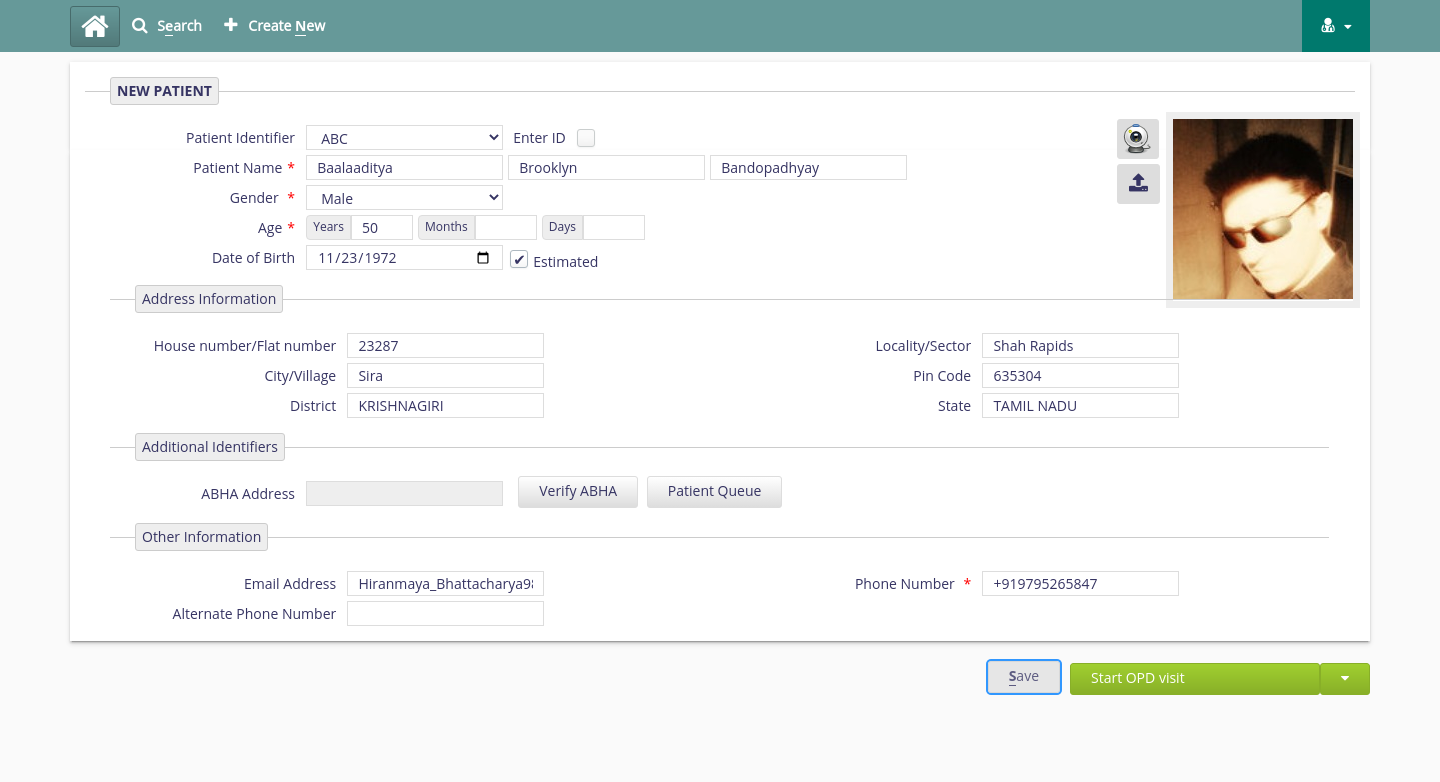 Search Create New
NEW PATIENT
Patient Identifier ABC Enter ID
Patient Name * Baalaaditya Brooklyn Bandopadhyay
Gender * Male
Age * Years 50 Months Days
Date of Birth 11/23/1972 ✔ Estimated
Address Information
House number/Flat number 23287 Locality/Sector Shah Rapids
City/Village Sira Pin Code 635304
District KRISHNAGIRI State TAMIL NADU
Additional Identifiers
ABHA Address Verify ABHA Patient Queue
Other Information
Email Address Hiranmaya_Bhattacharya98 Phone Number * +919795265847
Alternate Phone Number
Save Start OPD visit